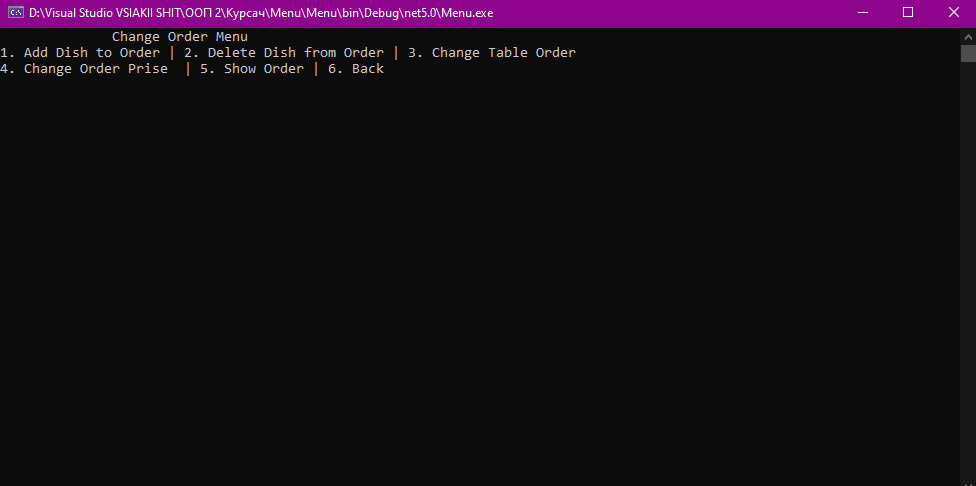 D:\Visual Studio VSIAKII SHIT\ООП 2\Курсач\Menu\Menu\bin\Debug\net5.0\Menu.exe
Change Order Menu
1. Add Dish to Order | 2. Delete Dish from Order | 3. Change Table Order
4. Change Order Prise  | 5. Show Order | 6. Back